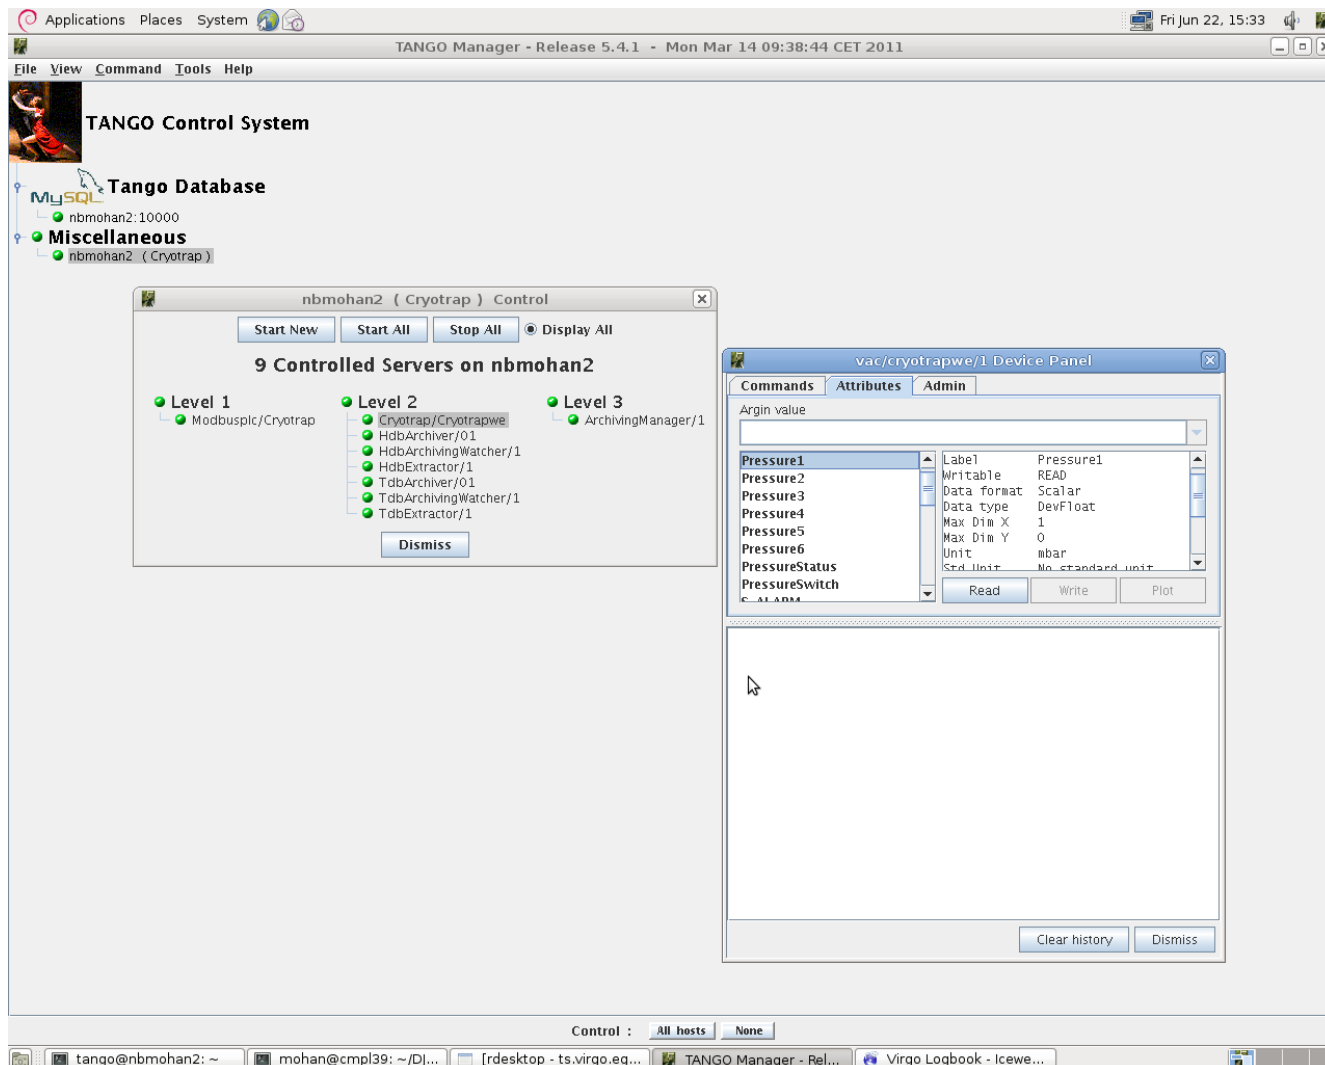 Applications Places System Fri Jun 22, 15:33
TANGO Manager - Release 5.4.1 - Mon Mar 14 09:38:44 CET 2011
File View Command Tools Help
TANGO Control System
MySQL Tango Database
nbmohan2:10000
Miscellaneous
nbmohan2 ( Cryotrap )
nbmohan2 ( Cryotrap ) Control
Start New Start All Stop All Display All
9 Controlled Servers on nbmohan2
Level 1
Modbusplc/Cryotrap
Level 2
Cryotrap/Cryotrapwe
HdbArchiver/01
HdbArchivingWatcher/1
HdbExtractor/1
TdbArchiver/01
TdbArchivingWatcher/1
TdbExtractor/1
Level 3
ArchivingManager/1
Dismiss
vac/cryotrapwe/1 Device Panel
Commands Attributes Admin
Argin value
Pressure1
Pressure2
Pressure3
Pressure4
Pressure5
Pressure6
PressureStatus
PressureSwitch
S_ALARM
Label Pressure1
Writable READ
Data format Scalar
Data type DevFloat
Max Dim X 1
Max Dim Y 0
Unit mbar
Std Unit No standard unit
Read Write Plot
Clear history Dismiss
Control : All hosts None
tango@nbmohan2: ~ mohan@cmpl39: ~/D|... [rdesktop - ts.virgo.eg... TANGO Manager - Rel... Virgo Logbook - Icewe...